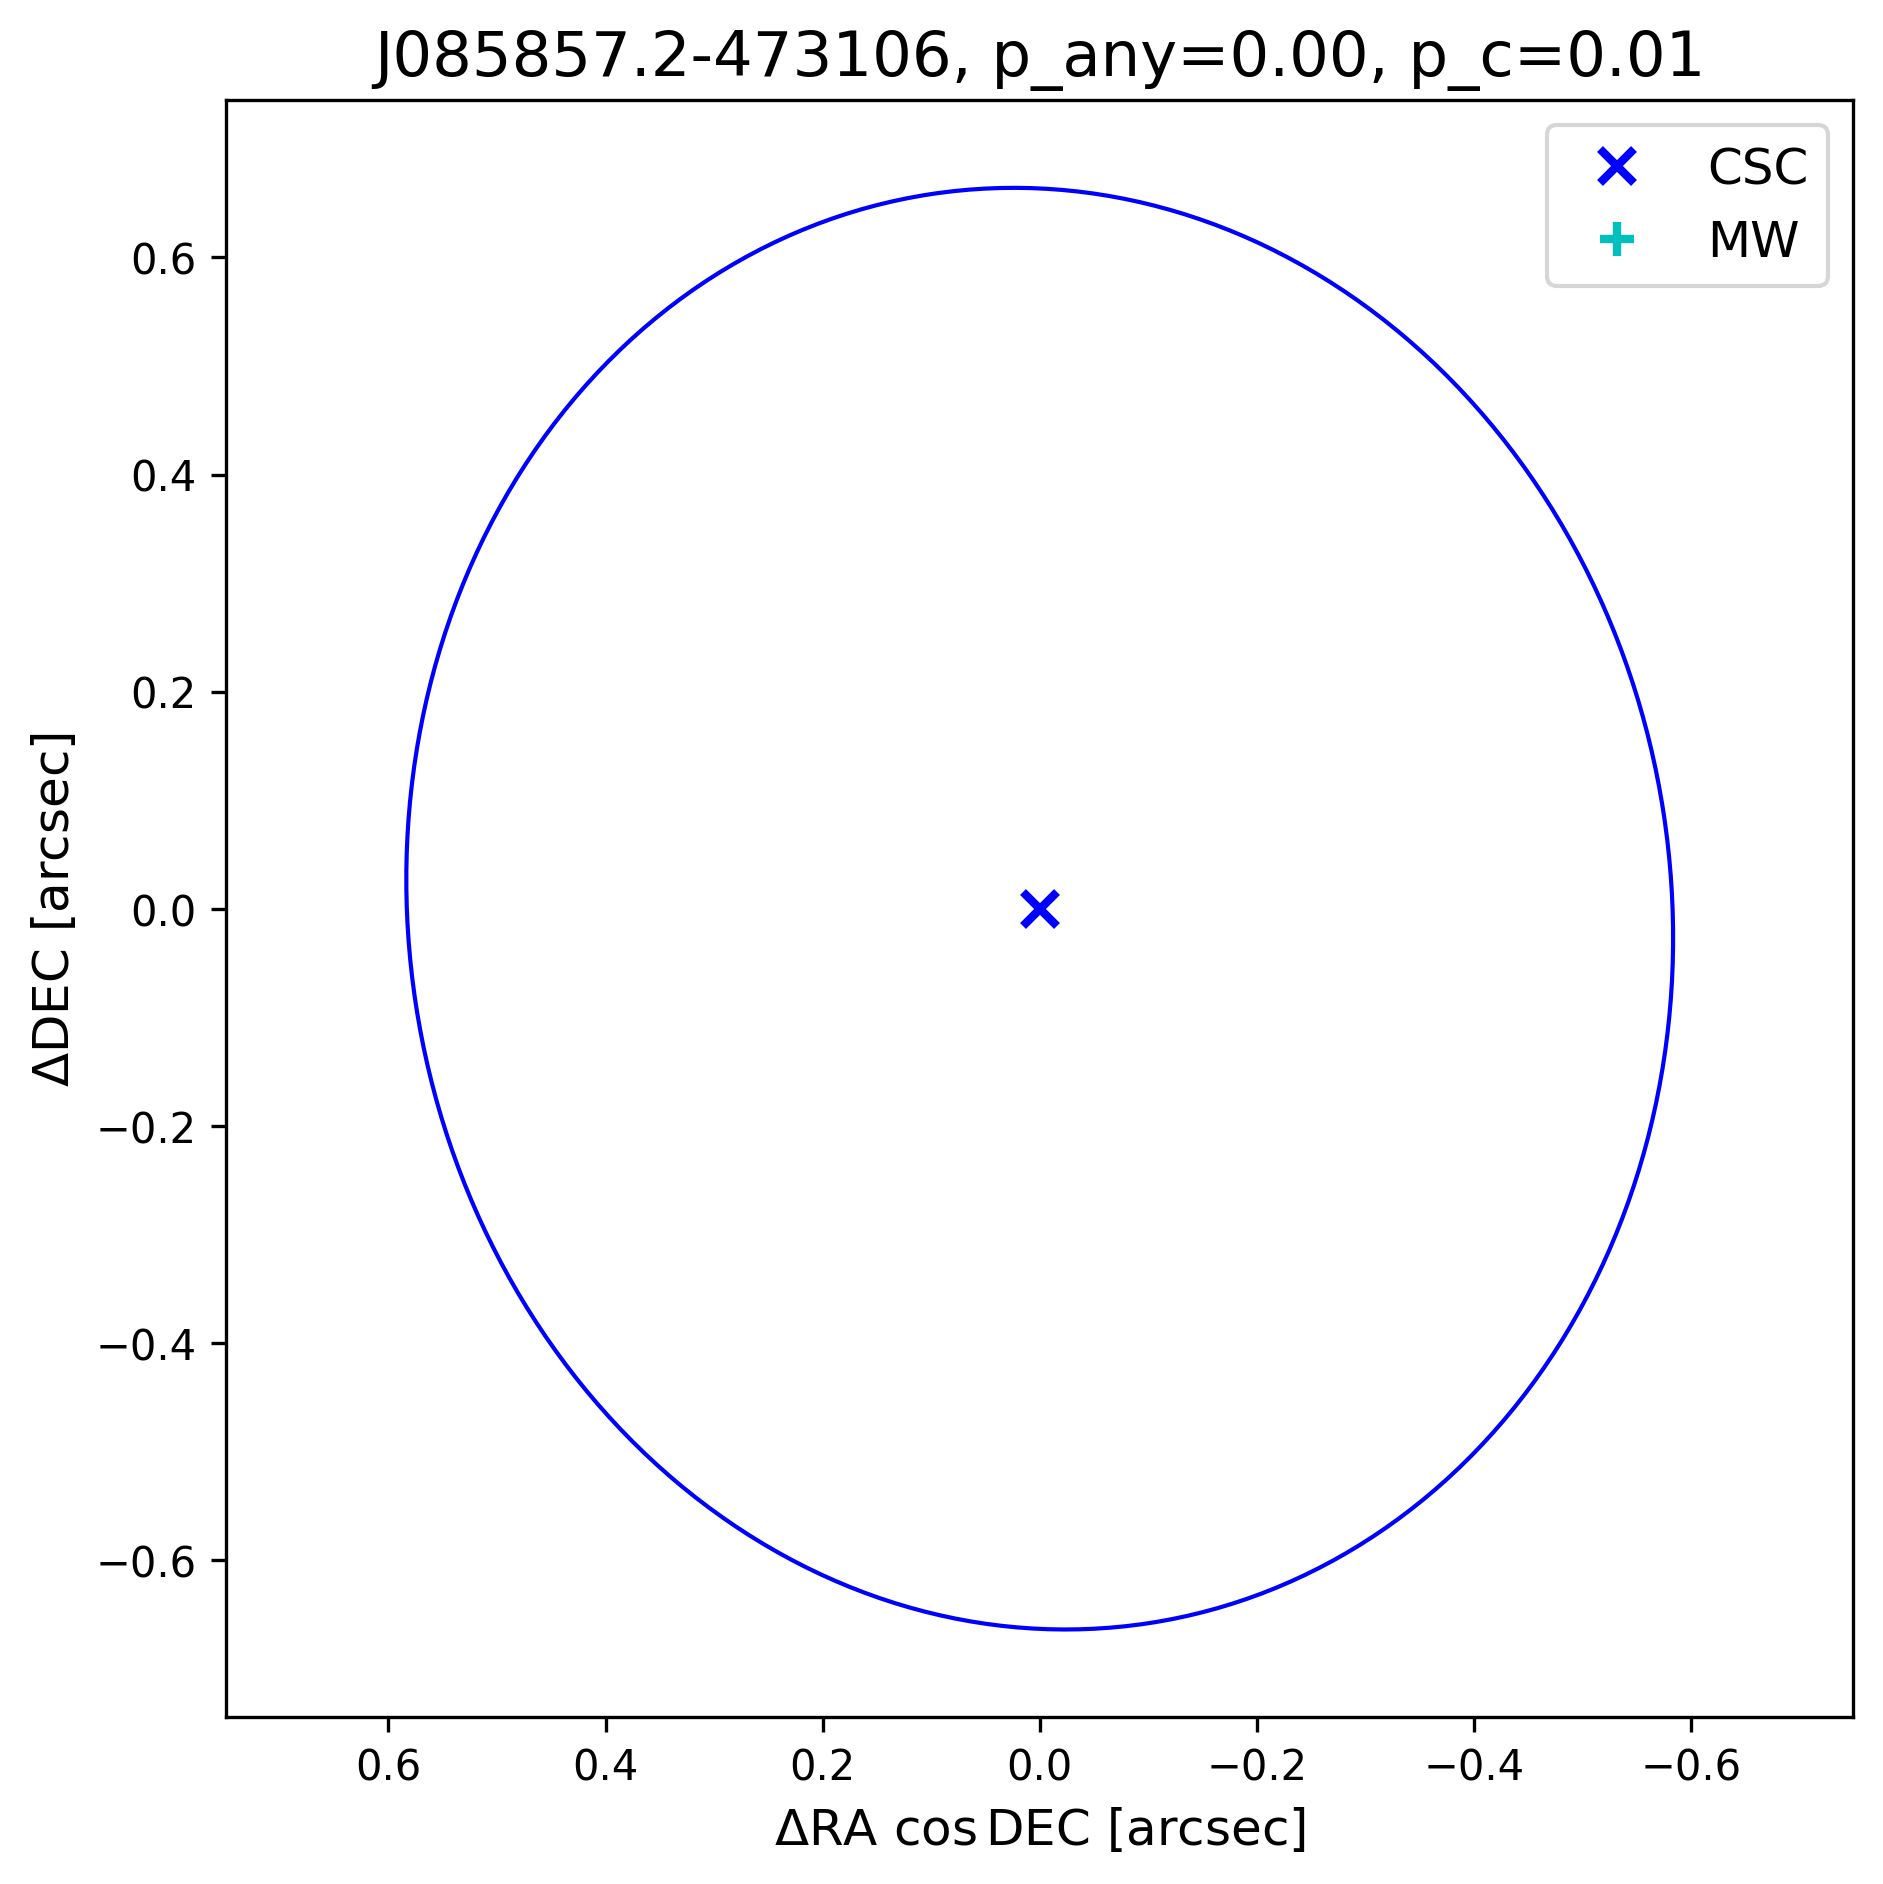 J085857.2-473106, p_any=0.00, p_c=0.01
CSC
MW
0.6
0.4
0.2
0.0
−0.2
−0.4
−0.6
ΔDEC [arcsec]
0.6 0.4 0.2 0.0 −0.2 −0.4 −0.6
ΔRA cos DEC [arcsec]